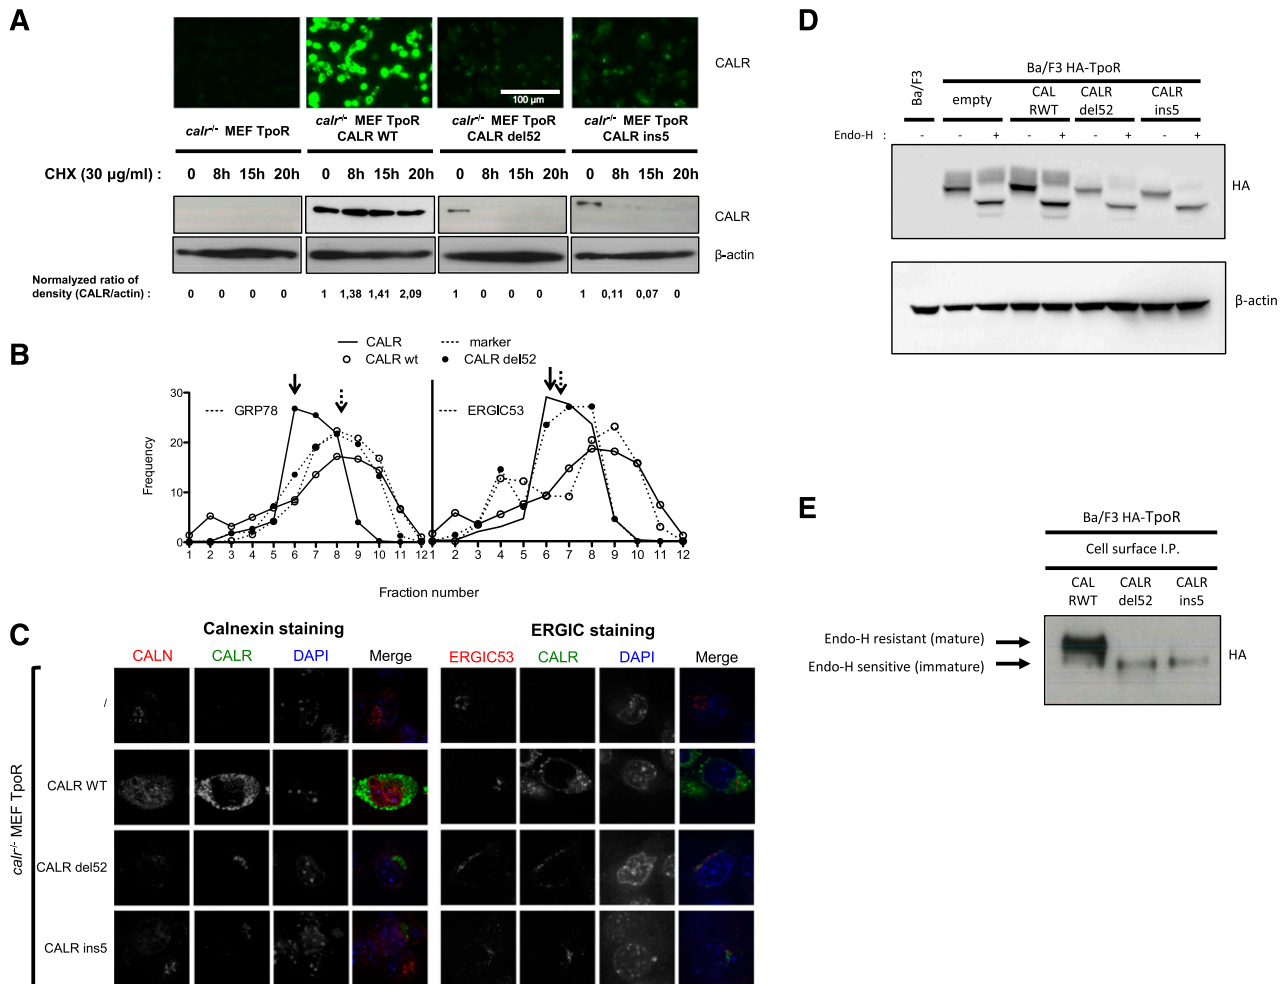 A
CALR
100 µm
calr-/- MEF TpoR
calr-/- MEF TpoR
CALR WT
calr-/- MEF TpoR
CALR del52
calr-/- MEF TpoR
CALR ins5
CHX (30 µg/ml) : 0 8h 15h 20h 0 8h 15h 20h 0 8h 15h 20h 0 8h 15h 20h
CALR
β-actin
Normalized ratio of
density (CALR/actin) : 0 0 0 0 1 1,38 1,41 2,09 1 0 0 0 1 0,11 0,07 0
B
CALR marker
CALR wt CALR del52
GRP78
ERGIC53
Frequency
30
20
10
0
1 2 3 4 5 6 7 8 9 10 11 12 1 2 3 4 5 6 7 8 9 10 11 12
Fraction number
C
Calnexin staining ERGIC staining
CALN CALR DAPI Merge ERGIC53 CALR DAPI Merge
calr-/- MEF TpoR
/
CALR WT
CALR del52
CALR ins5
D
Ba/F3
Ba/F3 HA-TpoR
empty
CAL
RWT
CALR
del52
CALR
ins5
Endo-H : - - + - + - + - +
HA
β-actin
E
Ba/F3 HA-TpoR
Cell surface I.P.
CAL
RWT
CALR
del52
CALR
ins5
Endo-H resistant (mature)
Endo-H sensitive (immature)
HA